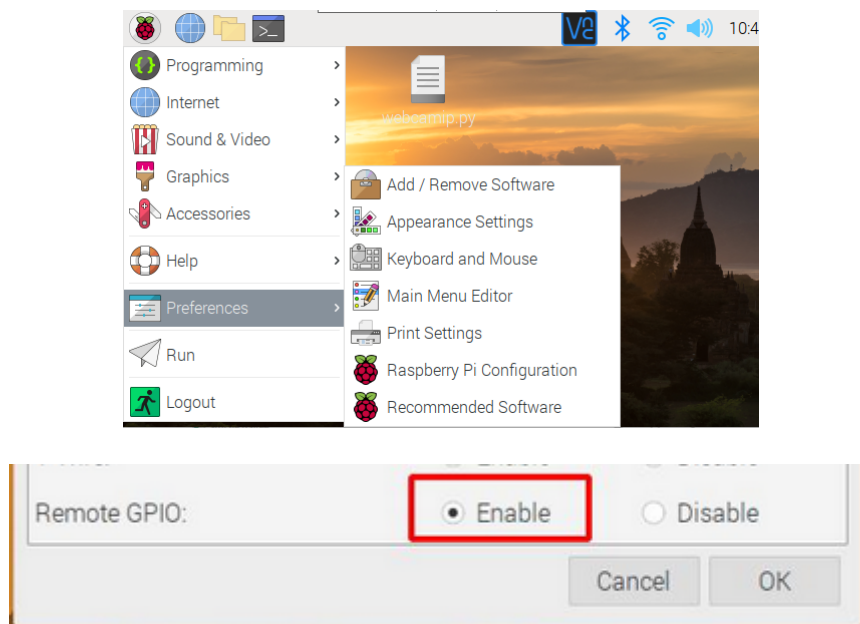 V2 10:4
Programming
Internet
webcamip.py
Sound & Video
Graphics
Add / Remove Software
Accessories
Appearance Settings
Help
Keyboard and Mouse
Preferences
Main Menu Editor
Print Settings
Run
Raspberry Pi Configuration
Logout
Recommended Software
Remote GPIO: Enable Disable
Cancel OK